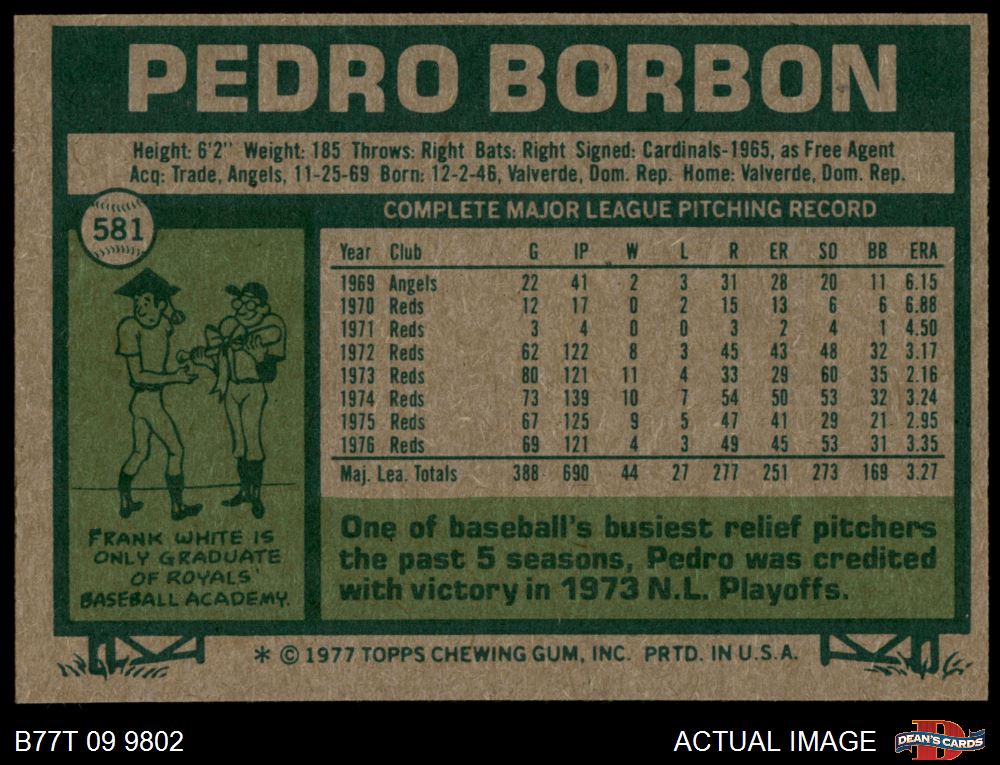 PEDRO BORBON
Height: 6'2" Weight: 185 Throws: Right Bats: Right Signed: Cardinals-1965, as Free Agent
Acq: Trade, Angels, 11-25-69 Born: 12-2-46, Valverde, Dom. Rep. Home: Valverde, Dom. Rep.
581
COMPLETE MAJOR LEAGUE PITCHING RECORD
Year Club G IP W L R ER SO BB ERA
1969 Angels 22 41 2 3 31 28 20 11 6.15
1970 Reds 12 17 0 2 15 13 6 6 6.88
1971 Reds 3 4 0 0 3 2 4 1 4.50
1972 Reds 62 122 8 3 45 43 48 32 3.17
1973 Reds 80 121 11 4 33 29 60 35 2.16
1974 Reds 73 139 10 7 54 50 53 32 3.24
1975 Reds 67 125 9 5 47 41 29 21 2.95
1976 Reds 69 121 4 3 49 45 53 31 3.35
Maj. Lea. Totals 388 690 44 27 277 251 273 169 3.27
FRANK WHITE IS
ONLY GRADUATE
OF ROYALS'
BASEBALL ACADEMY.
One of baseball's busiest relief pitchers
the past 5 seasons, Pedro was credited
with victory in 1973 N.L. Playoffs.
* © 1977 TOPPS CHEWING GUM, INC. PRTD. IN U.S.A.
B77T 09 9802
ACTUAL IMAGE
DEAN'S CARDS